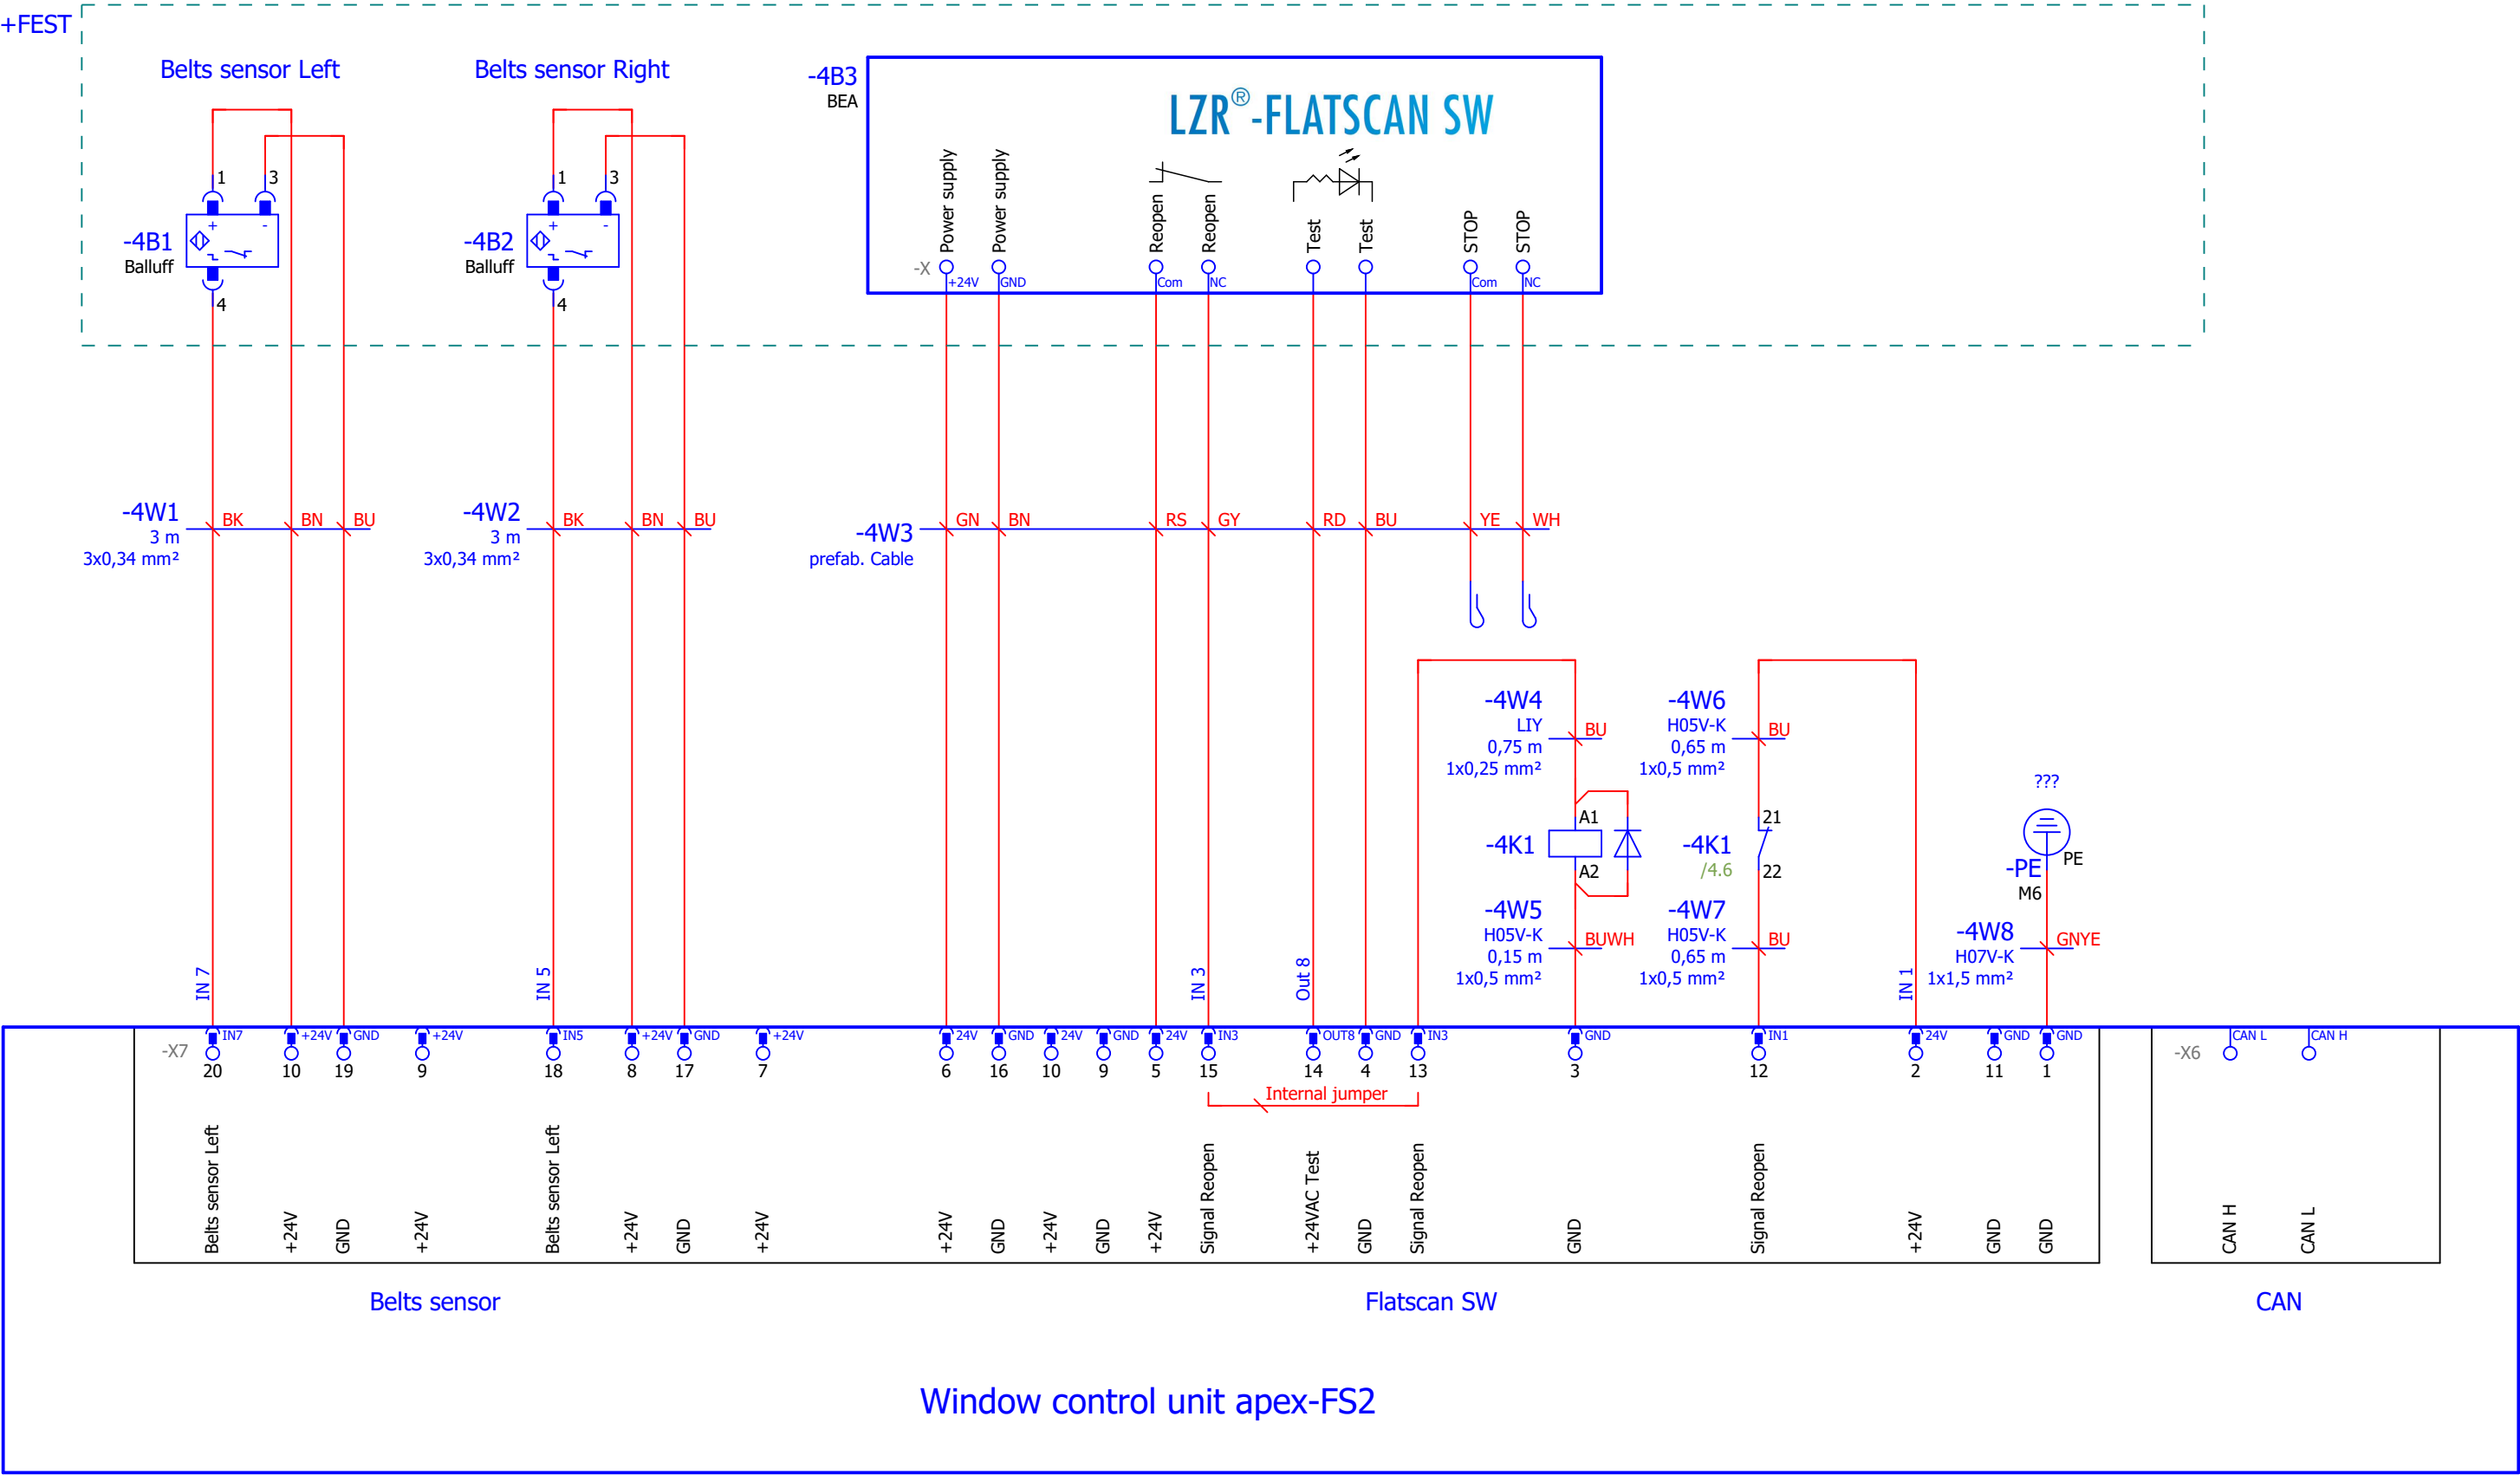 +FEST
Belts sensor Left
Belts sensor Right
-4B3
BEA
LZR®-FLATSCAN SW
Power supply
Power supply
Reopen
Reopen
Test
Test
STOP
STOP
-X
+24V
GND
Com
NC
Com
NC
1
3
+
-
-4B1
Balluff
4
1
3
+
-
-4B2
Balluff
4
-4W1
3 m
3x0,34 mm²
BK
BN
BU
-4W2
3 m
3x0,34 mm²
BK
BN
BU
-4W3
prefab. Cable
GN
BN
RS
GY
RD
BU
YE
WH
-4W4
LIY
0,75 m
1x0,25 mm²
BU
-4W6
H05V-K
0,65 m
1x0,5 mm²
BU
-4K1
A1
A2
-4K1
/4.6
21
22
???
PE
-PE
M6
-4W5
H05V-K
0,15 m
1x0,5 mm²
BUWH
-4W7
H05V-K
0,65 m
1x0,5 mm²
BU
-4W8
H07V-K
1x1,5 mm²
GNYE
IN 7
IN 5
IN 3
Out 8
IN 1
-X7
IN7
+24V
GND
+24V
IN5
+24V
GND
+24V
24V
GND
24V
GND
24V
IN3
OUT8
GND
IN3
GND
IN1
24V
GND
GND
-X6
CAN L
CAN H
20
10
19
9
18
8
17
7
6
16
10
9
5
15
14
4
13
3
12
2
11
1
Internal jumper
Belts sensor Left
+24V
GND
+24V
Belts sensor Left
+24V
GND
+24V
+24V
GND
+24V
GND
+24V
Signal Reopen
+24VAC Test
GND
Signal Reopen
GND
Signal Reopen
+24V
GND
GND
CAN H
CAN L
Belts sensor
Flatscan SW
CAN
Window control unit apex-FS2